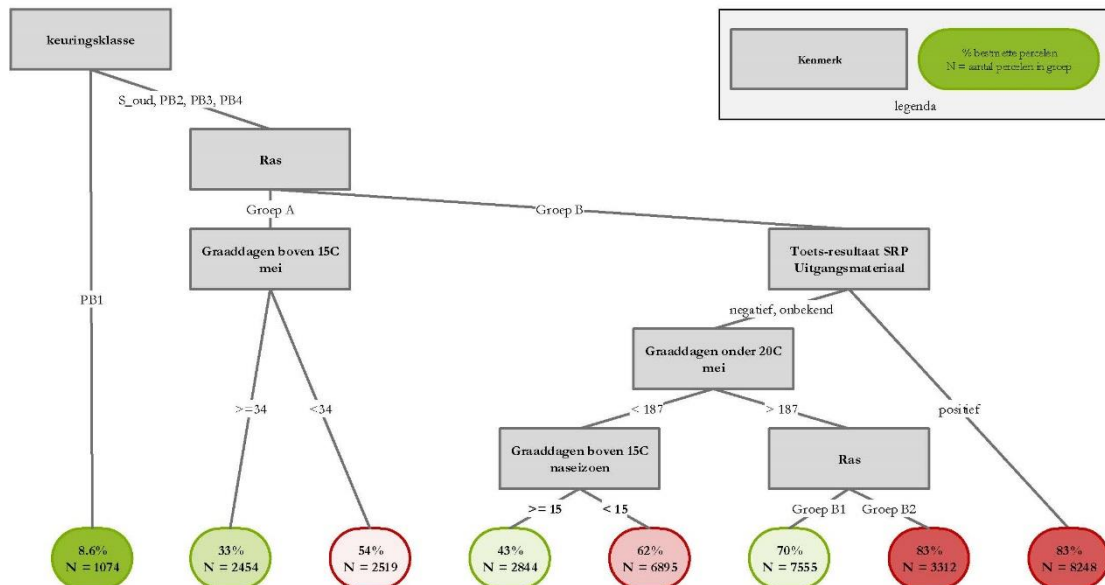 keuringsklasse
Kenmerk
% besmette percelen
N = aantal percelen in groep
legenda
S_oud, PB2, PB3, PB4
Ras
Groep A
Groep B
Graaddagen boven 15C
mei
Toets-resultaat SRP
Uitgangsmateriaal
PB1
negatief, onbekend
Graaddagen onder 20C
mei
>=34
<34
< 187
> 187
positief
Graaddagen boven 15C
naseizoen
Ras
>= 15
< 15
Groep B1
Groep B2
8.6%
N = 1074
33%
N = 2454
54%
N = 2519
43%
N = 2844
62%
N = 6895
70%
N = 7555
83%
N = 3312
83%
N = 8248